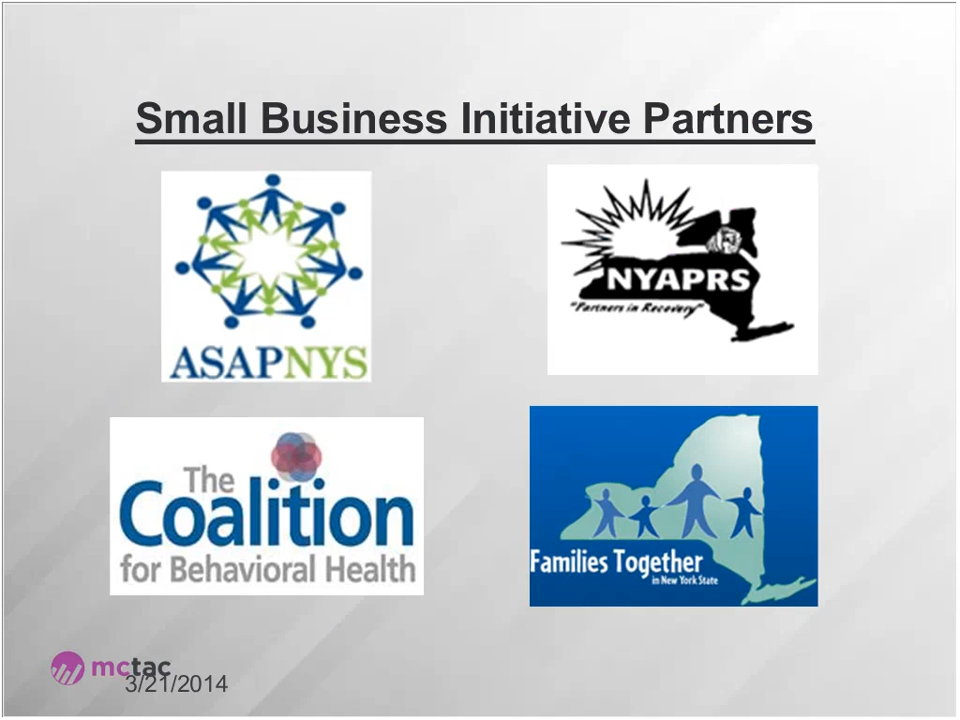 Small Business Initiative Partners
ASAPNYS
NYAPRS
"Partners in Recovery"
The
Coalition
for Behavioral Health
Families Together
in New York State
mctac
3/21/2014